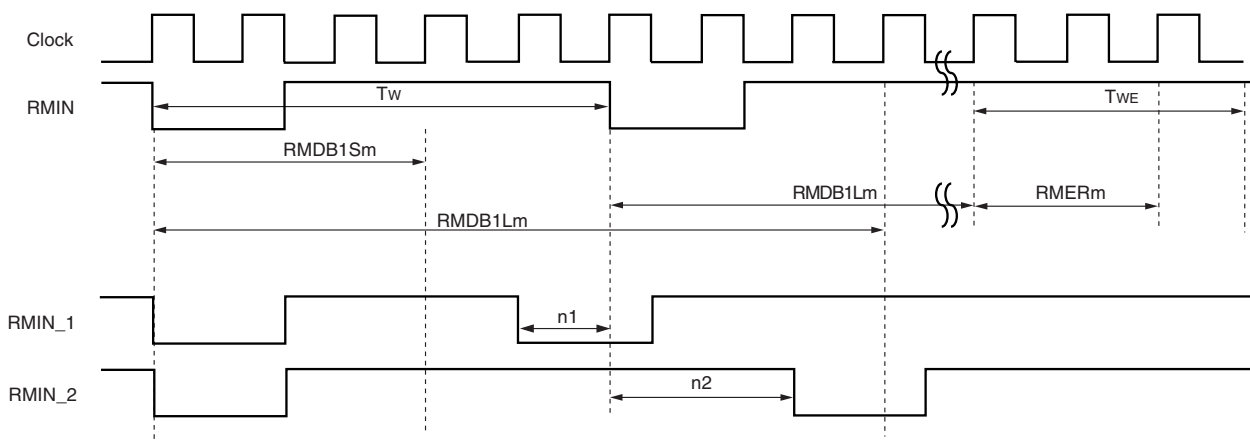 Clock
RMIN
TW
TWE
RMDB1Sm
RMDB1Lm
RMERm
RMDB1Lm
RMIN_1
n1
RMIN_2
n2